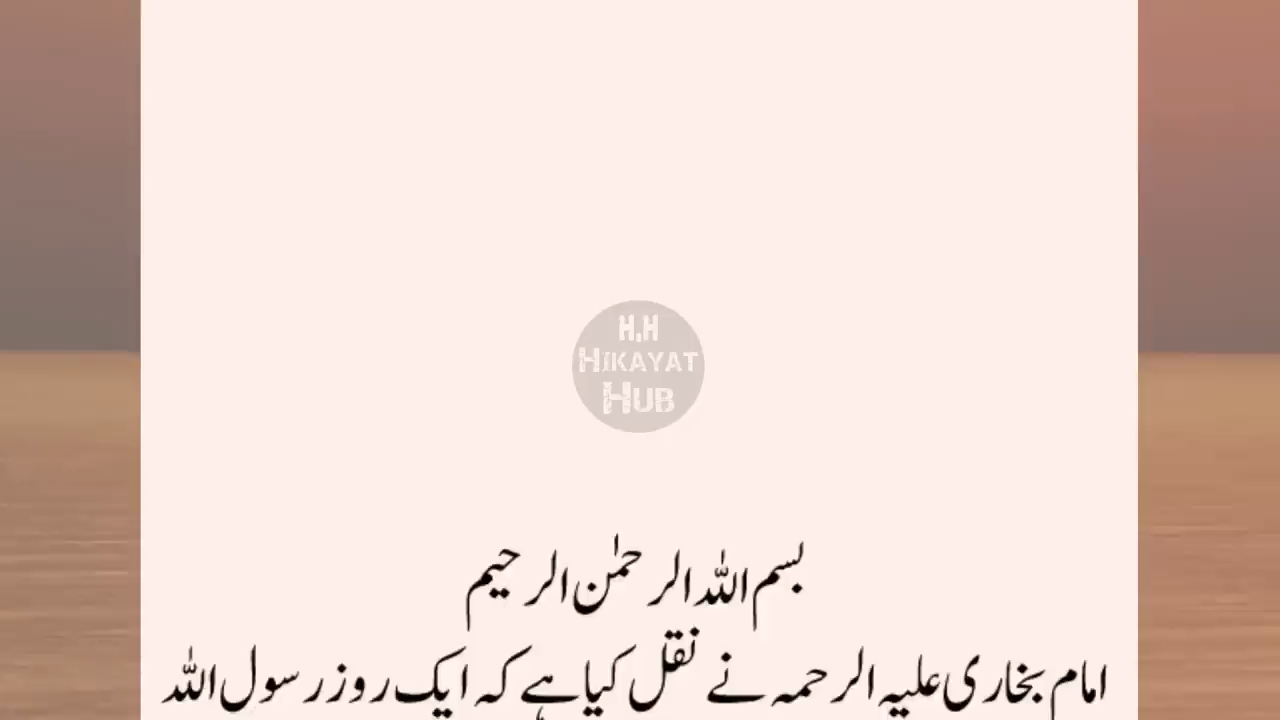 H,H
HIKAYAT
HUB
بسم اللہ الرحمٰن الرحیم
امام بخاری علیہ الرحمہ نے نقل کیا ہے کہ ایک روز رسول اللہ